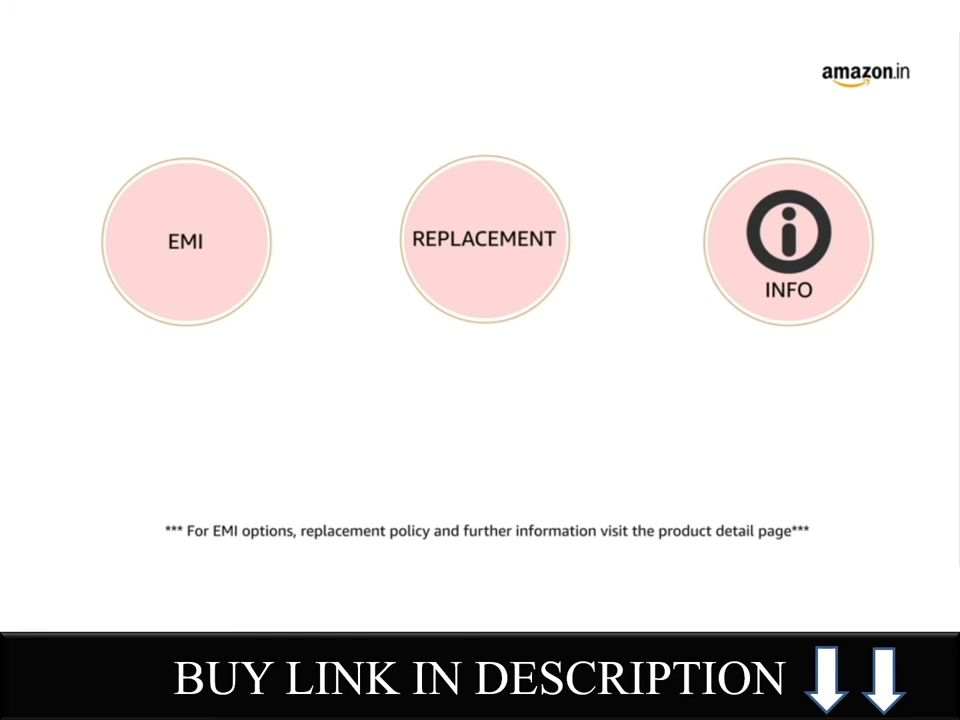 amazon.in
EMI
REPLACEMENT
INFO
*** For EMI options, replacement policy and further information visit the product detail page***
BUY LINK IN DESCRIPTION